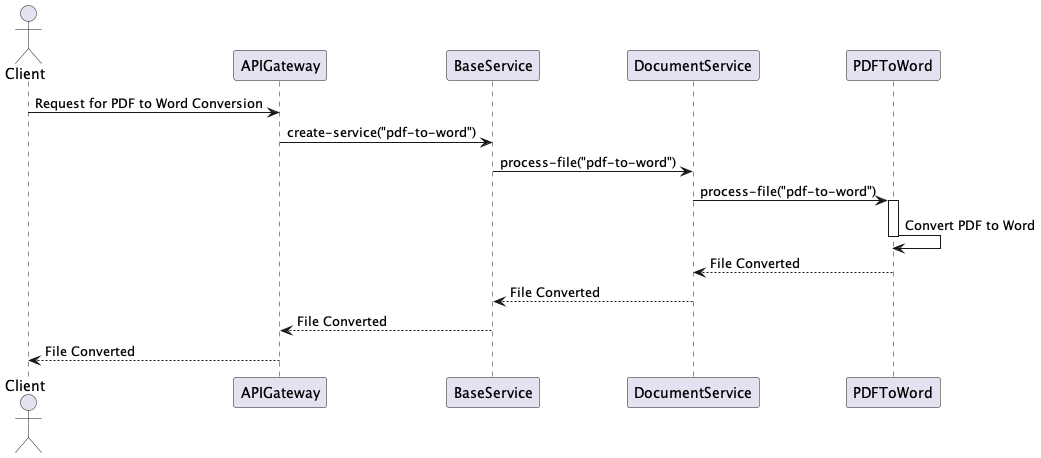 Client
APIGateway
BaseService
DocumentService
PDFToWord
Request for PDF to Word Conversion
create-service("pdf-to-word")
process-file("pdf-to-word")
process-file("pdf-to-word")
Convert PDF to Word
File Converted
File Converted
File Converted
File Converted
Client
APIGateway
BaseService
DocumentService
PDFToWord